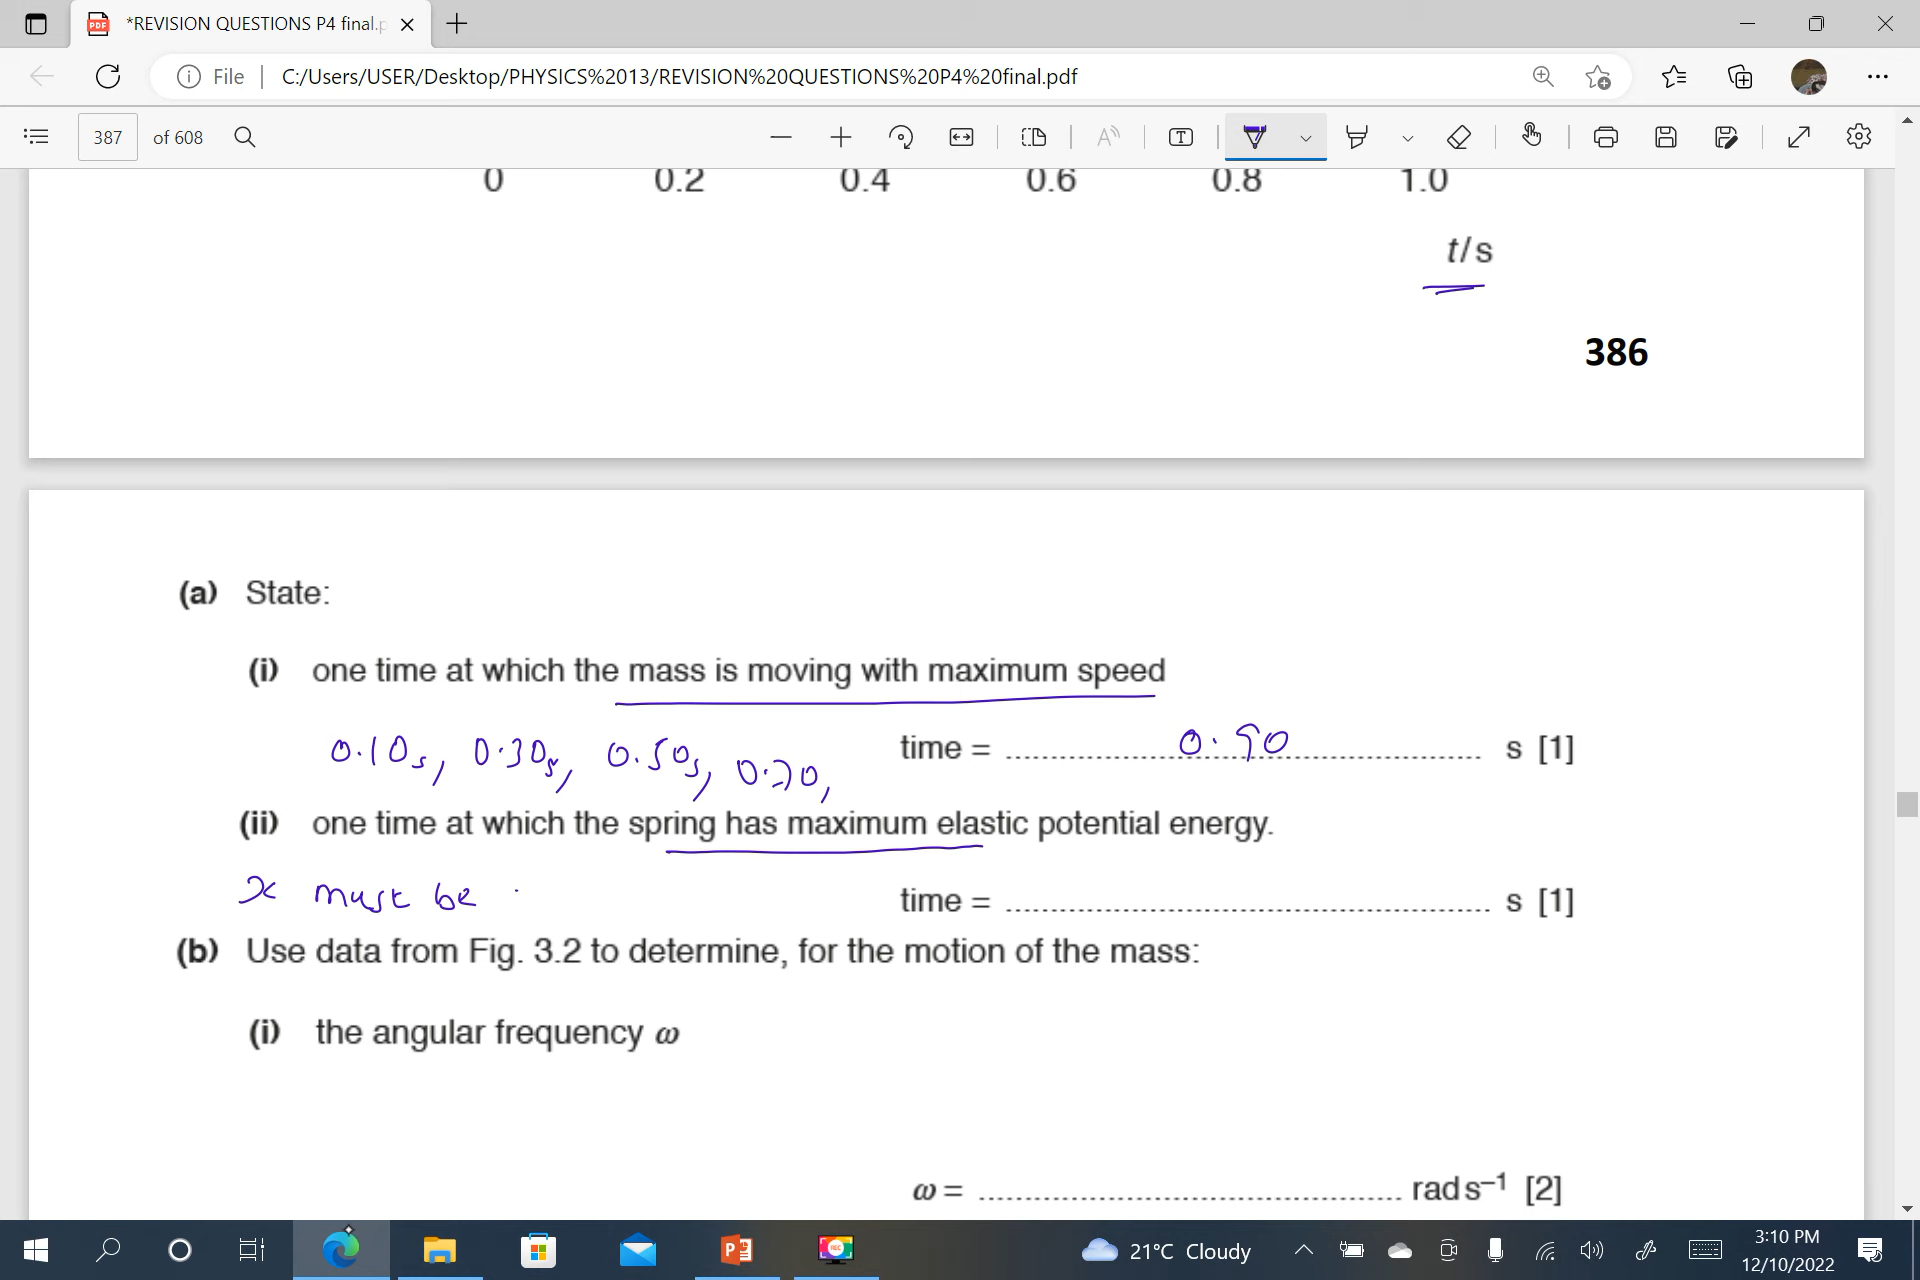 *REVISION QUESTIONS P4 final.p
File
C:/Users/USER/Desktop/PHYSICS%2013/REVISION%20QUESTIONS%20P4%20final.pdf
387 of 608
0 0.2 0.4 0.6 0.8 1.0
t/s
386
(a) State:
(i) one time at which the mass is moving with maximum speed
0.10s, 0.30s, 0.50s, 0.70,
time = 0.90 s [1]
(ii) one time at which the spring has maximum elastic potential energy.
x must be
time = s [1]
(b) Use data from Fig. 3.2 to determine, for the motion of the mass:
(i) the angular frequency ω
ω = rad s⁻¹ [2]
21°C Cloudy
3:10 PM
12/10/2022